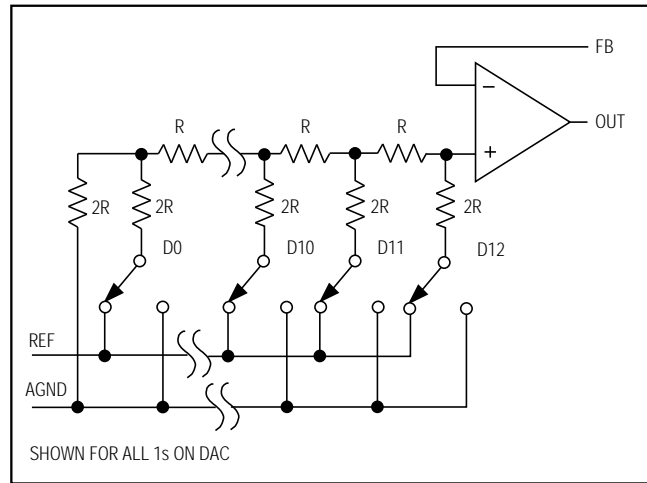 FB
−
OUT
+
R R R
2R 2R 2R 2R 2R
D0 D10 D11 D12
REF
AGND
SHOWN FOR ALL 1s ON DAC